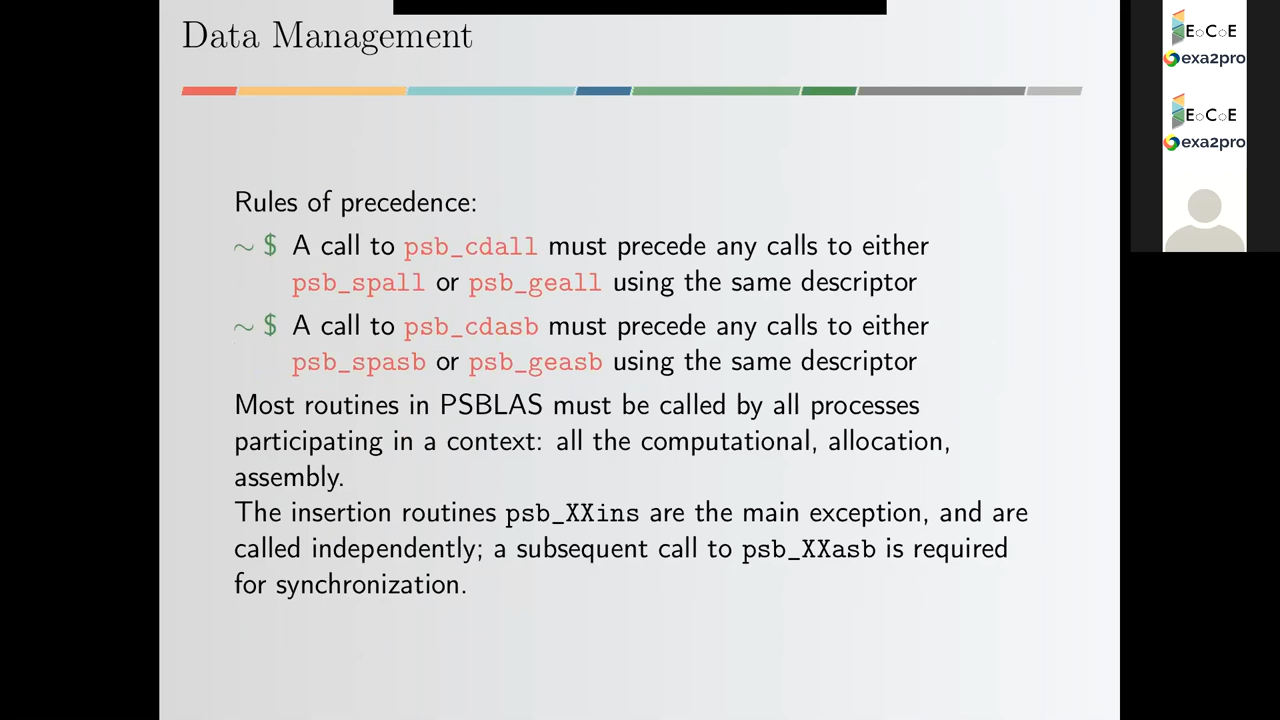 Data Management
Rules of precedence:
~ $ A call to psb_cdall must precede any calls to either
psb_spall or psb_geall using the same descriptor
~ $ A call to psb_cdasb must precede any calls to either
psb_spasb or psb_geasb using the same descriptor
Most routines in PSBLAS must be called by all processes
participating in a context: all the computational, allocation,
assembly.
The insertion routines psb_XXins are the main exception, and are
called independently; a subsequent call to psb_XXasb is required
for synchronization.
EoCoE
exa2pro
EoCoE
exa2pro